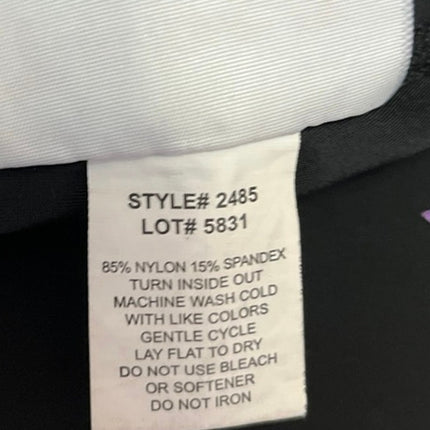 STYLE# 2485
LOT# 5831
85% NYLON 15% SPANDEX
TURN INSIDE OUT
MACHINE WASH COLD
WITH LIKE COLORS
GENTLE CYCLE
LAY FLAT TO DRY
DO NOT USE BLEACH
OR SOFTENER
DO NOT IRON